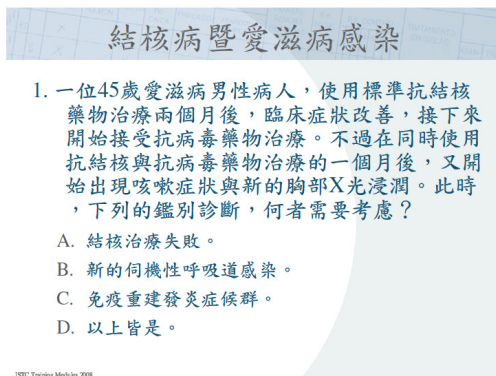 結核病暨愛滋病感染
1. 一位45歲愛滋病男性病人，使用標準抗結核
藥物治療兩個月後，臨床症狀改善，接下來
開始接受抗病毒藥物治療。不過在同時使用
抗結核與抗病毒藥物治療的一個月後，又開
始出現咳嗽症狀與新的胸部X光浸潤。此時
，下列的鑑別診斷，何者需要考慮？
A. 結核治療失敗。
B. 新的伺機性呼吸道感染。
C. 免疫重建發炎症候群。
D. 以上皆是。
ISTC Training Modules 2008